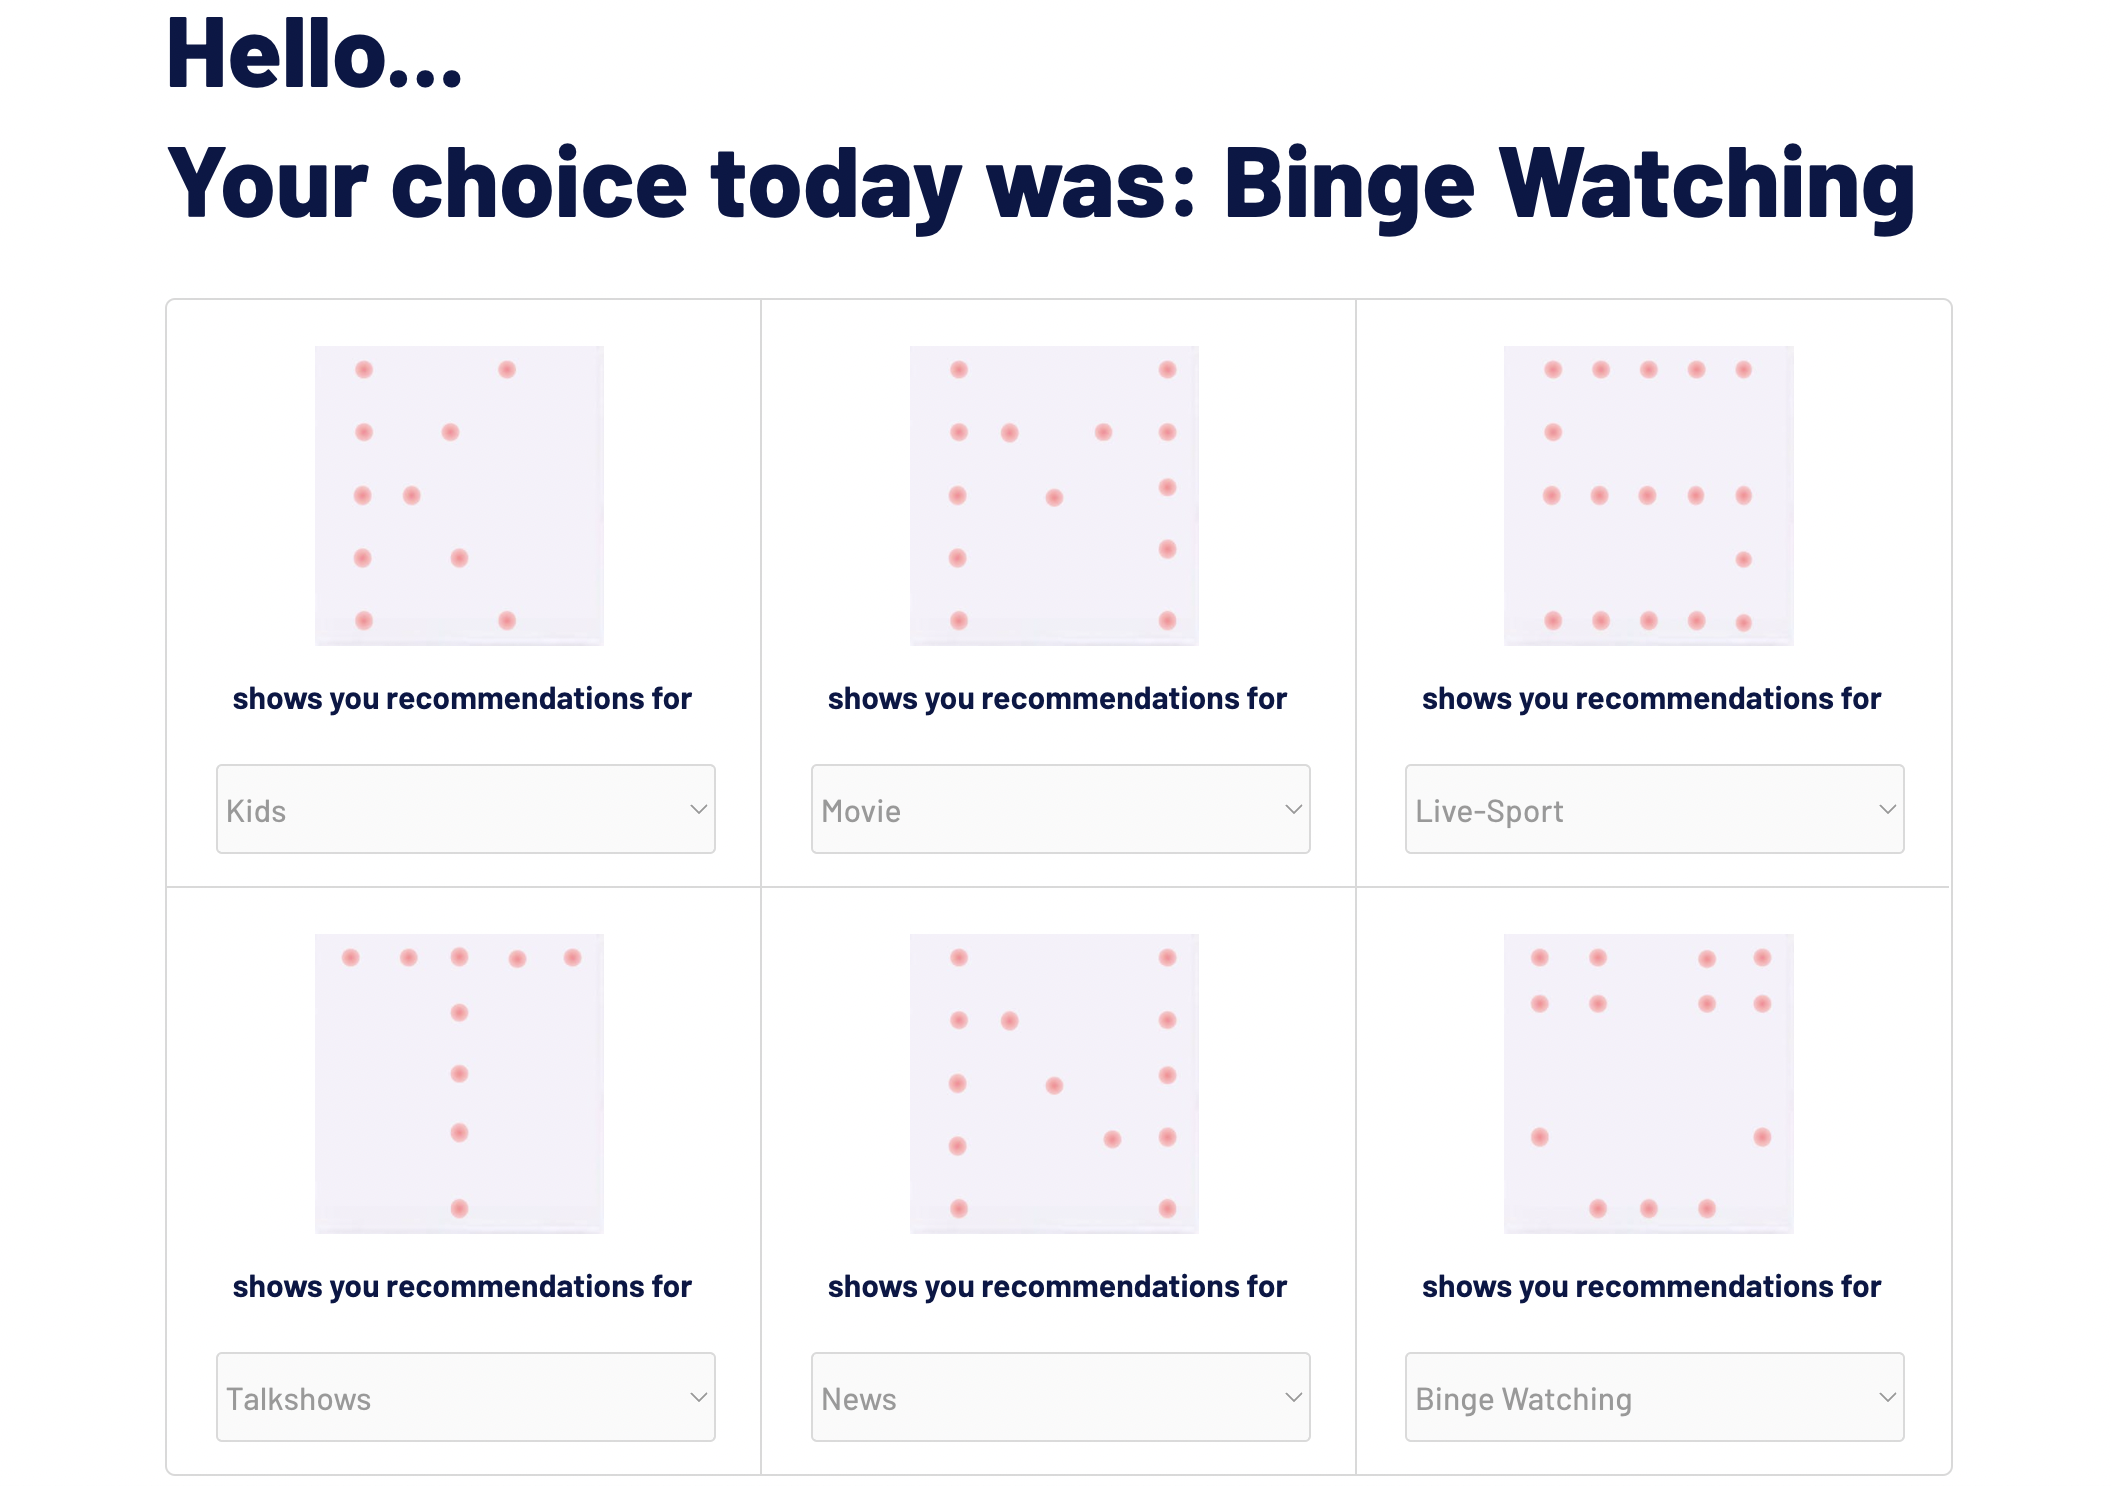 Hello...
Your choice today was: Binge Watching
shows you recommendations for
shows you recommendations for
shows you recommendations for
Kids
Movie
Live-Sport
shows you recommendations for
shows you recommendations for
shows you recommendations for
Talkshows
News
Binge Watching